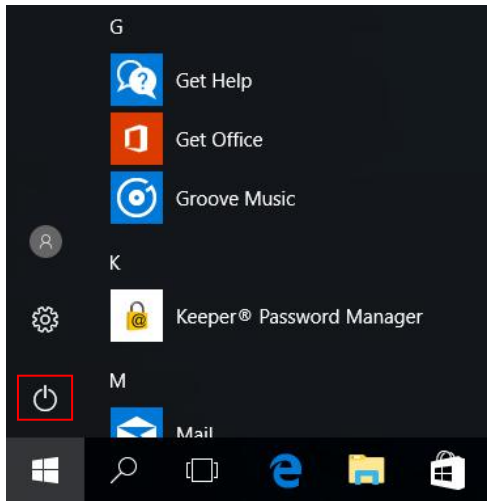 G
Get Help
Get Office
Groove Music
K
Keeper® Password Manager
M
Mail